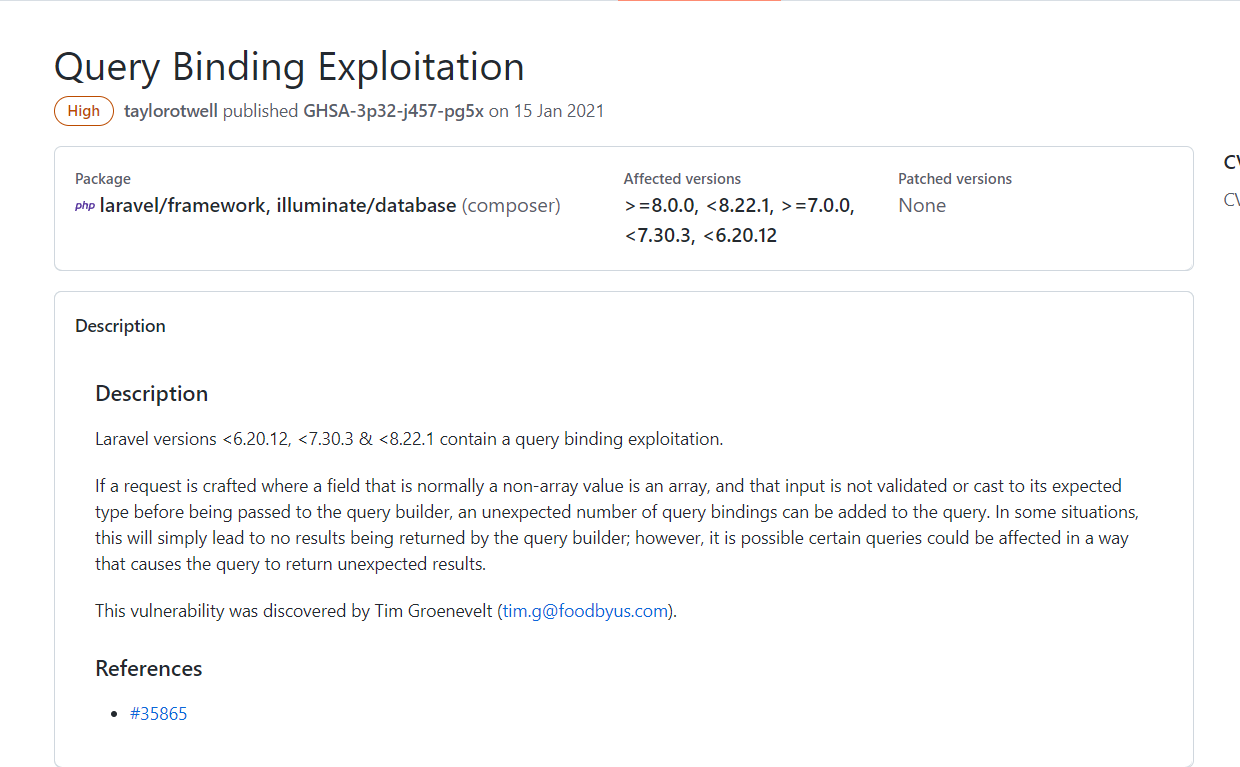 Query Binding Exploitation
High taylorotwell published GHSA-3p32-j457-pg5x on 15 Jan 2021
Package
php laravel/framework, illuminate/database (composer)
Affected versions
>=8.0.0, <8.22.1, >=7.0.0,
<7.30.3, <6.20.12
Patched versions
None
Description
Description
Laravel versions <6.20.12, <7.30.3 & <8.22.1 contain a query binding exploitation.
If a request is crafted where a field that is normally a non-array value is an array, and that input is not validated or cast to its expected
type before being passed to the query builder, an unexpected number of query bindings can be added to the query. In some situations,
this will simply lead to no results being returned by the query builder; however, it is possible certain queries could be affected in a way
that causes the query to return unexpected results.
This vulnerability was discovered by Tim Groenevelt (tim.g@foodbyus.com).
References
• #35865